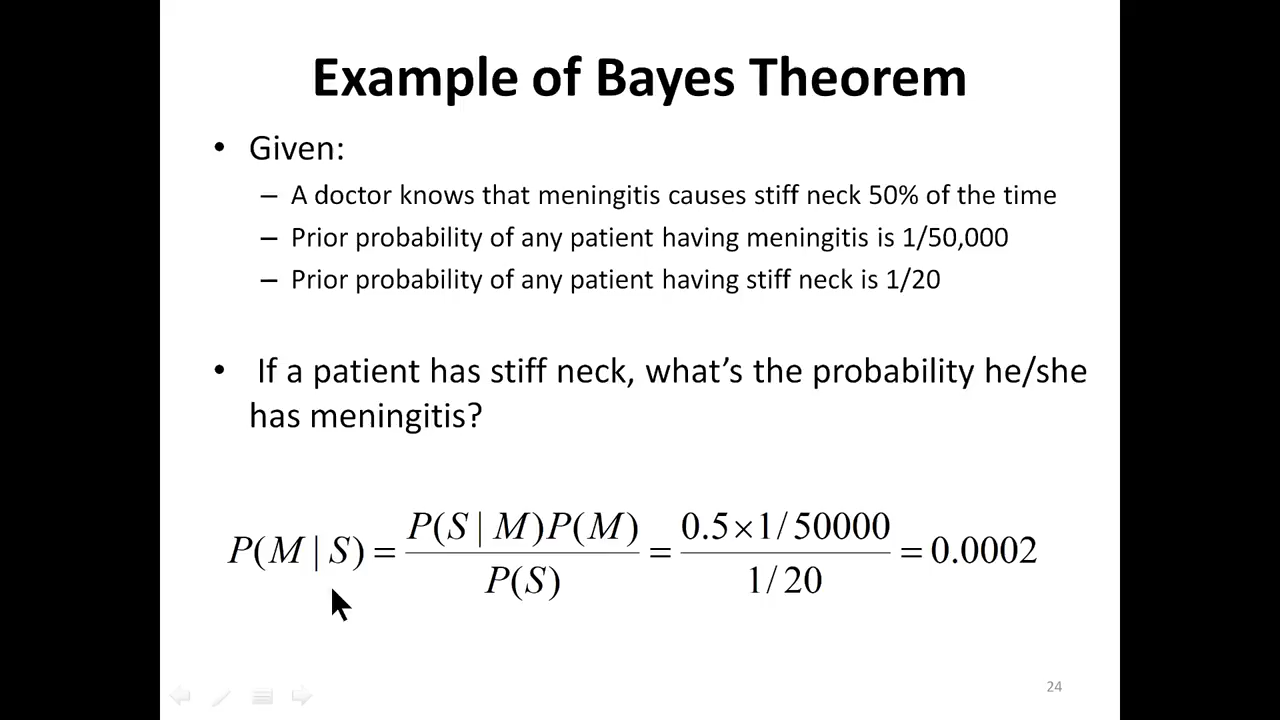 Example of Bayes Theorem
• Given:
– A doctor knows that meningitis causes stiff neck 50% of the time
– Prior probability of any patient having meningitis is 1/50,000
– Prior probability of any patient having stiff neck is 1/20
• If a patient has stiff neck, what's the probability he/she
has meningitis?
P(M | S) = P(S | M)P(M) / P(S) = 0.5×1/50000 / 1/20 = 0.0002
24